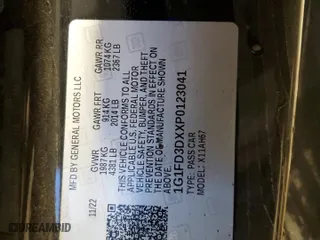 MFD BY GENERAL MOTORS LLC
11/22
GVWR
1987 KG
4381 LB
GAWR FRT
914 KG
2014 LB
GAWR RR
1074 KG
2367 LB
THIS VEHICLE CONFORMS TO ALL
APPLICABLE U.S. FEDERAL MOTOR
VEHICLE SAFETY, BUMPER, AND THEFT
PREVENTION STANDARDS IN EFFECT ON
THE DATE OF MANUFACTURE SHOWN ABOVE
1G1FD3DXXP0123041
TYPE: PASS CAR
MODEL: X11AH67
DREAMBID